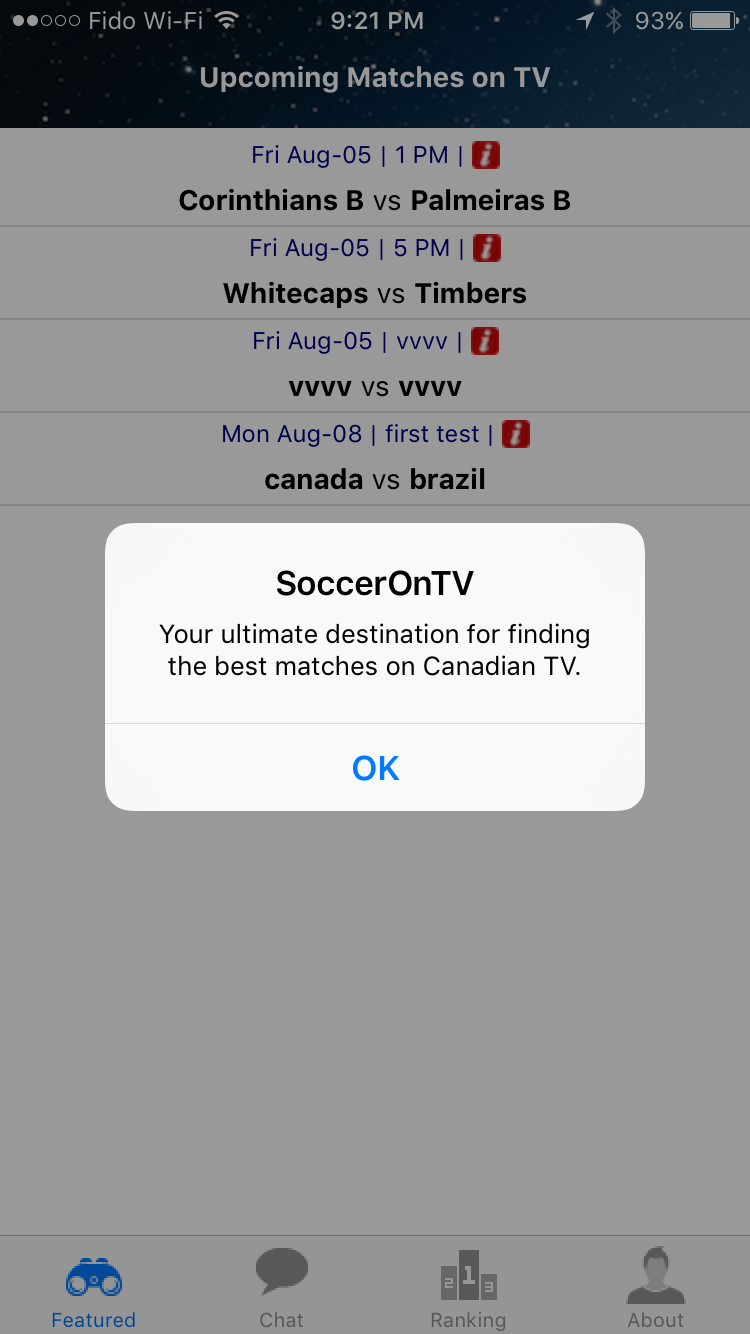 Fido Wi-Fi 9:21 PM 93%
Upcoming Matches on TV
Fri Aug-05 | 1 PM | i
Corinthians B vs Palmeiras B
Fri Aug-05 | 5 PM | i
Whitecaps vs Timbers
Fri Aug-05 | vvvv | i
vvvv vs vvvv
Mon Aug-08 | first test | i
canada vs brazil
SoccerOnTV
Your ultimate destination for finding
the best matches on Canadian TV.
OK
2 1 3
Featured Chat Ranking About